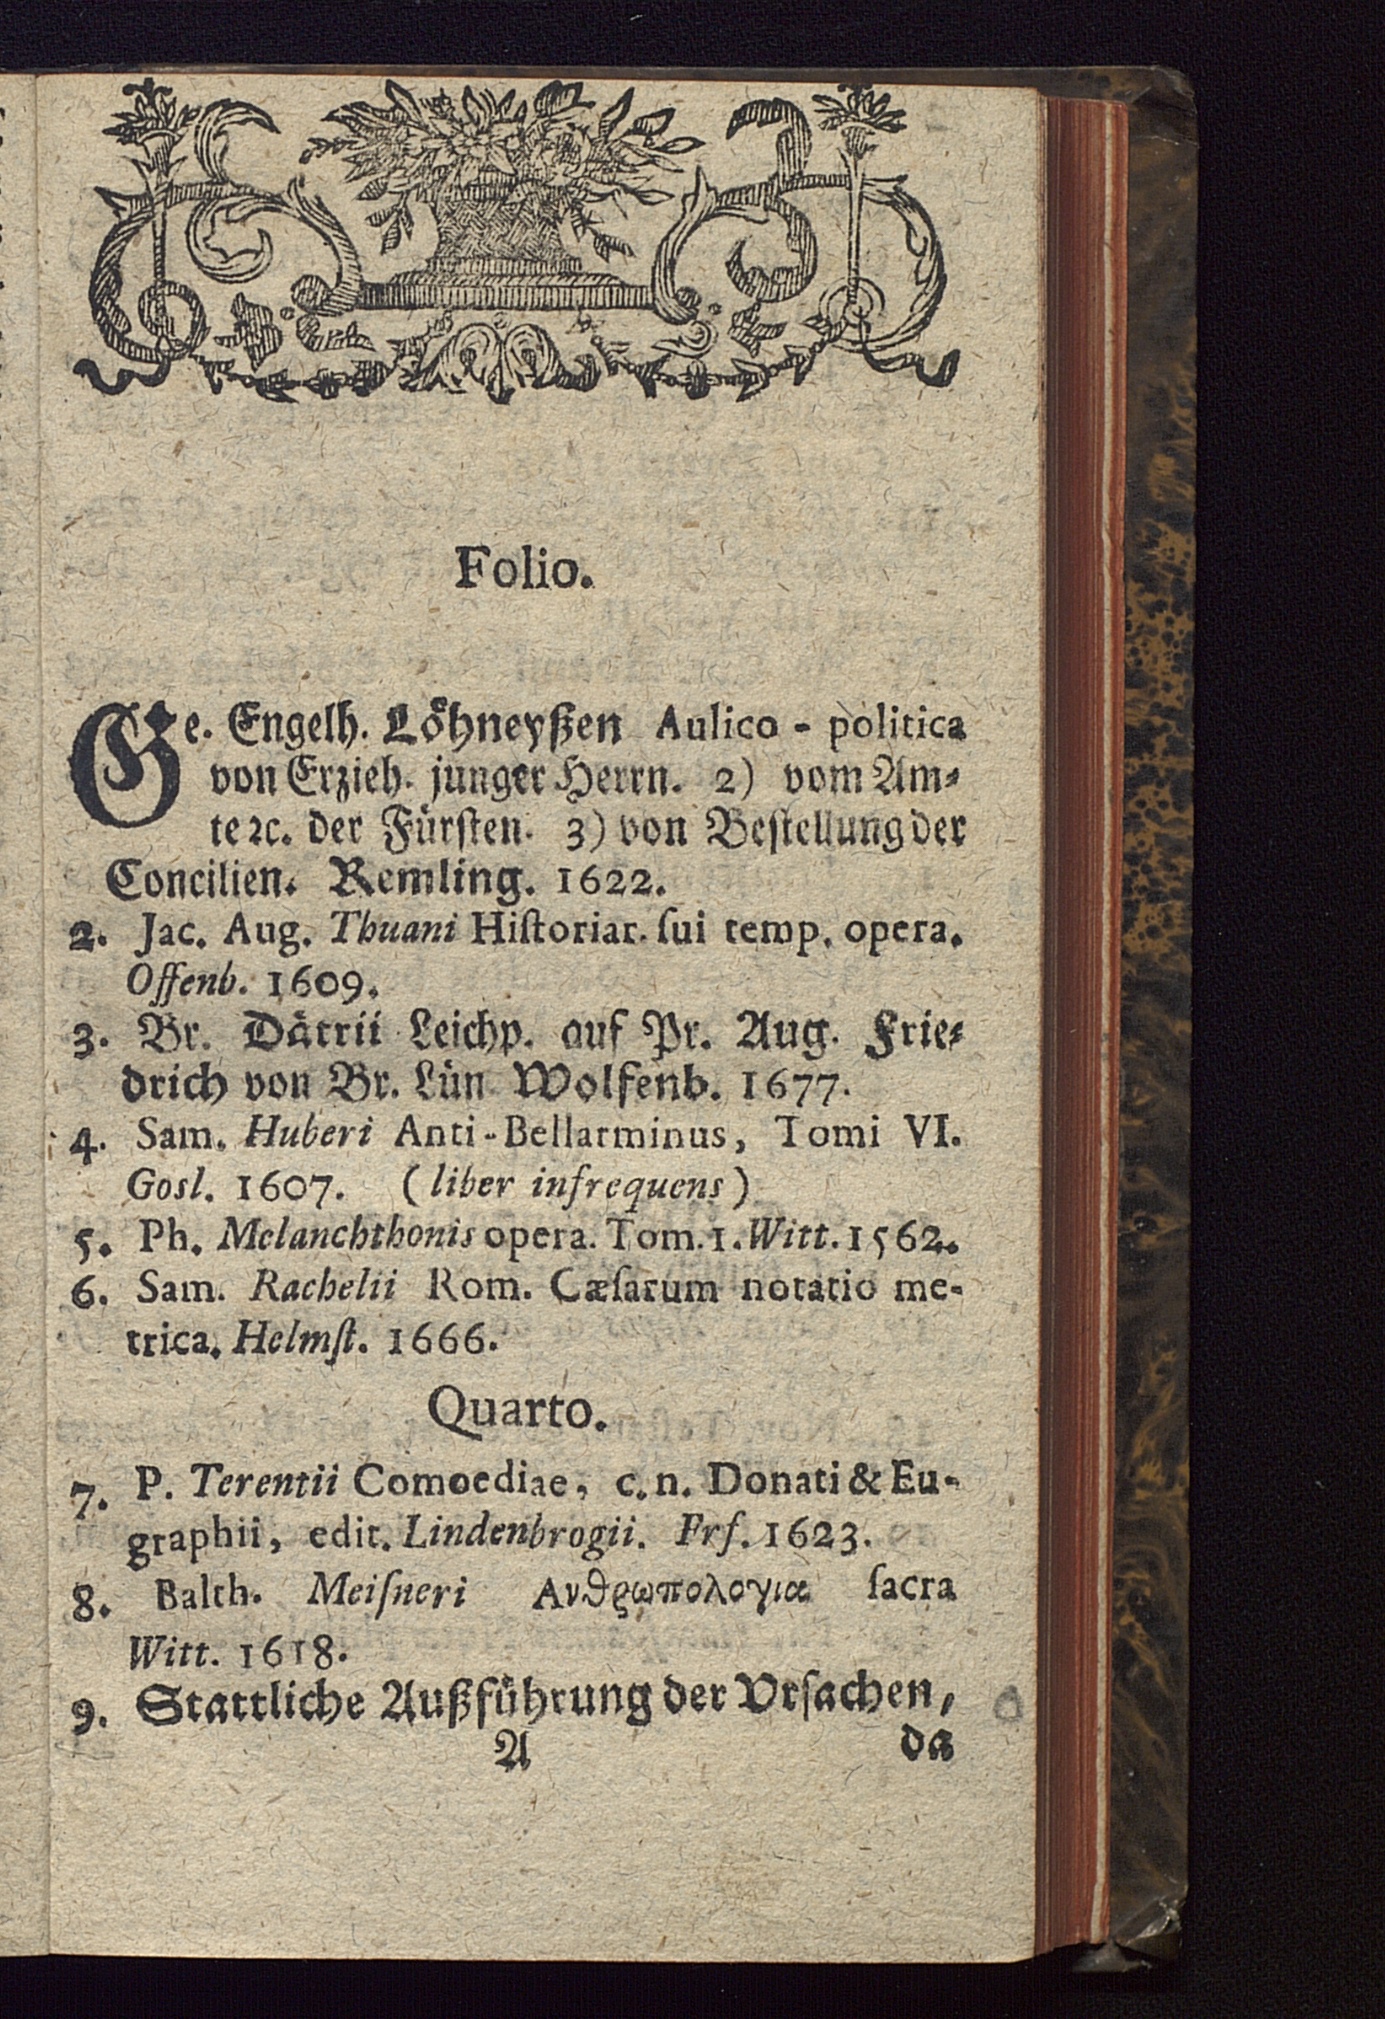 Folio.
Ge. Engelh. Löhneyßen Aulico - politica
von Erzieh. junger Herrn. 2) vom Am⸗
te ꝛc. der Fürſten. 3) von Beſtellung der
Concilien. Remling. 1622.
2. Jac. Aug. Thuani Hiſtoriar. ſui temp. opera.
Offenb. 1609.
3. Br. Dätrii Leichp. auf Pr. Aug. Frie⸗
drich von Br. Lün Wolfenb. 1677.
4. Sam. Huberi Anti-Bellarminus, Tomi VI.
Gosl. 1607. (liber infrequens)
5. Ph. Melanchthonis opera. Tom. 1. Witt. 1562.
6. Sam. Rachelii Rom. Cæſarum notatio me-
trica. Helmſt. 1666.
Quarto.
7. P. Terentii Comoediae, c. n. Donati & Eu-
graphii, edit. Lindenbrogii. Frf. 1623.
8. Balth. Meiſneri Ανθρωπολογια ſacra
Witt. 1618.
9. Stattliche Außführung der Vrſachen,
A da